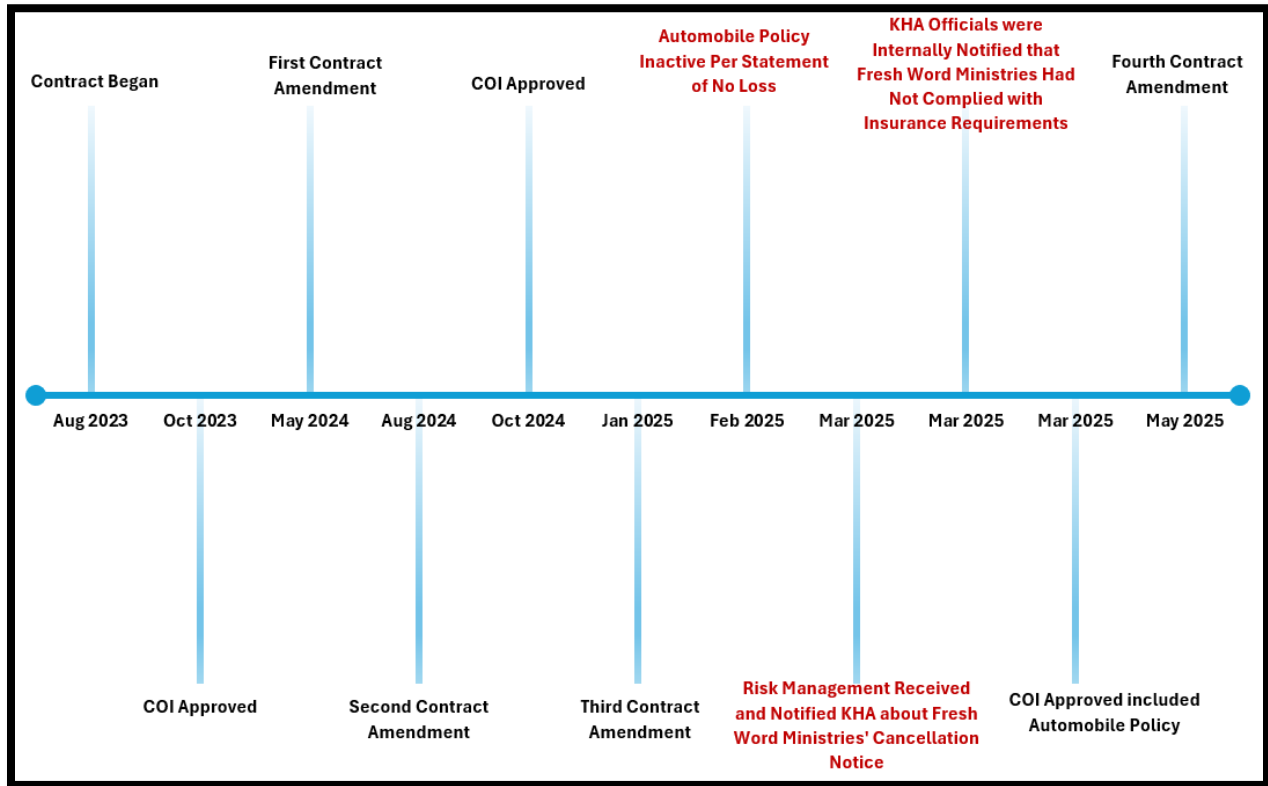 Contract Began
First Contract
Amendment
COI Approved
Automobile Policy
Inactive Per Statement
of No Loss
KHA Officials were
Internally Notified that
Fresh Word Ministries Had
Not Complied with
Insurance Requirements
Fourth Contract
Amendment
Aug 2023
Oct 2023
May 2024
Aug 2024
Oct 2024
Jan 2025
Feb 2025
Mar 2025
Mar 2025
Mar 2025
May 2025
COI Approved
Second Contract
Amendment
Third Contract
Amendment
Risk Management Received
and Notified KHA about Fresh
Word Ministries' Cancellation
Notice
COI Approved included
Automobile Policy